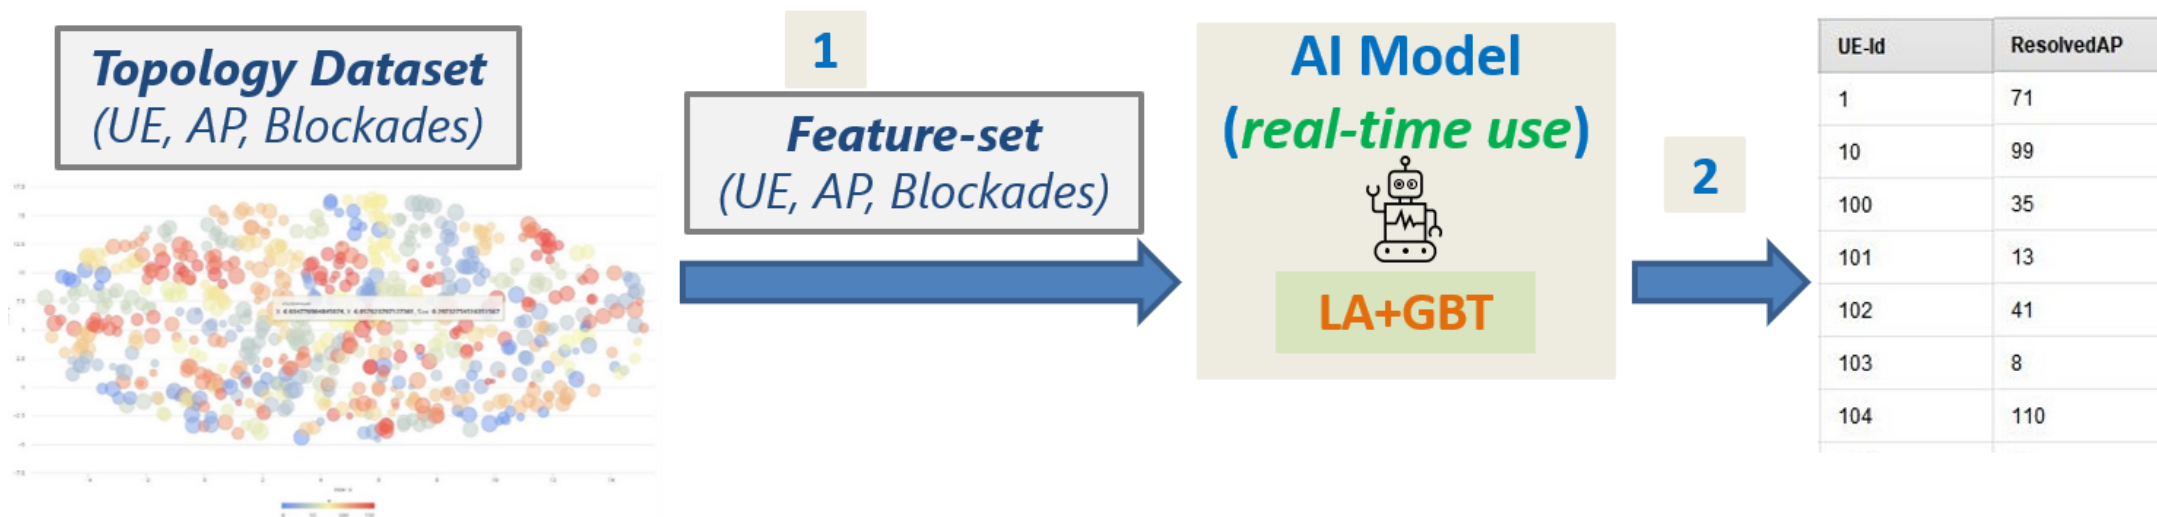 Topology Dataset
(UE, AP, Blockades)
1
Feature-set
(UE, AP, Blockades)
AI Model
(real-time use)
LA+GBT
2
UE-Id ResolvedAP
1 71
10 99
100 35
101 13
102 41
103 8
104 110